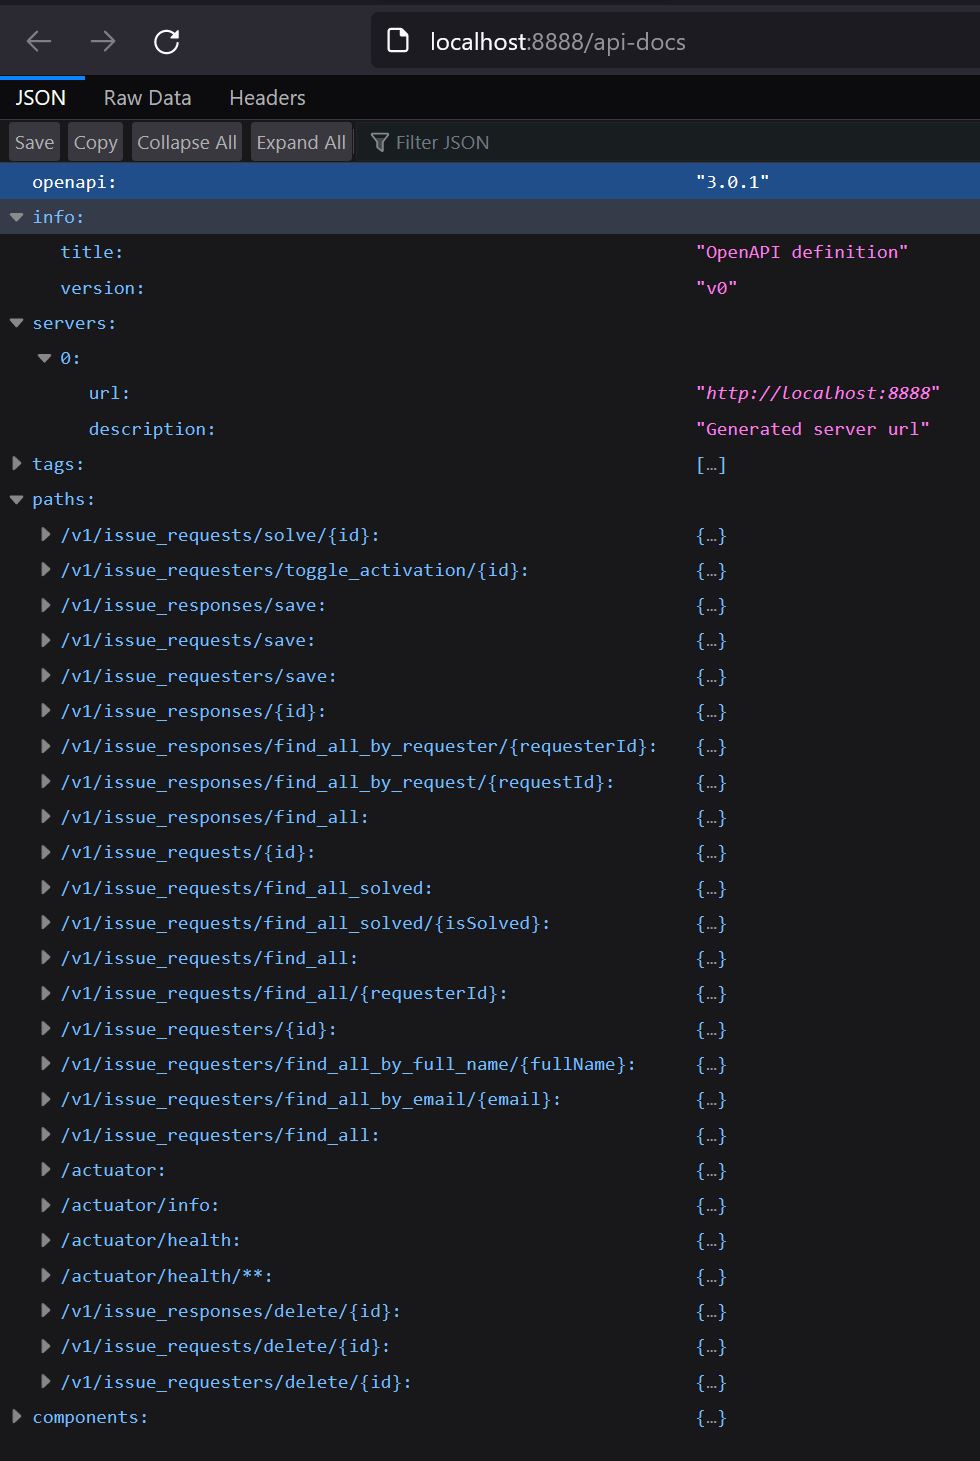 localhost:8888/api-docs
JSON Raw Data Headers
Save Copy Collapse All Expand All Filter JSON
openapi: "3.0.1"
info:
title: "OpenAPI definition"
version: "v0"
servers:
0:
url: "http://localhost:8888"
description: "Generated server url"
tags: […]
paths:
/v1/issue_requests/solve/{id}: {…}
/v1/issue_requesters/toggle_activation/{id}: {…}
/v1/issue_responses/save: {…}
/v1/issue_requests/save: {…}
/v1/issue_requesters/save: {…}
/v1/issue_responses/{id}: {…}
/v1/issue_responses/find_all_by_requester/{requesterId}: {…}
/v1/issue_responses/find_all_by_request/{requestId}: {…}
/v1/issue_responses/find_all: {…}
/v1/issue_requests/{id}: {…}
/v1/issue_requests/find_all_solved: {…}
/v1/issue_requests/find_all_solved/{isSolved}: {…}
/v1/issue_requests/find_all: {…}
/v1/issue_requests/find_all/{requesterId}: {…}
/v1/issue_requesters/{id}: {…}
/v1/issue_requesters/find_all_by_full_name/{fullName}: {…}
/v1/issue_requesters/find_all_by_email/{email}: {…}
/v1/issue_requesters/find_all: {…}
/actuator: {…}
/actuator/info: {…}
/actuator/health: {…}
/actuator/health/**: {…}
/v1/issue_responses/delete/{id}: {…}
/v1/issue_requests/delete/{id}: {…}
/v1/issue_requesters/delete/{id}: {…}
components: {…}